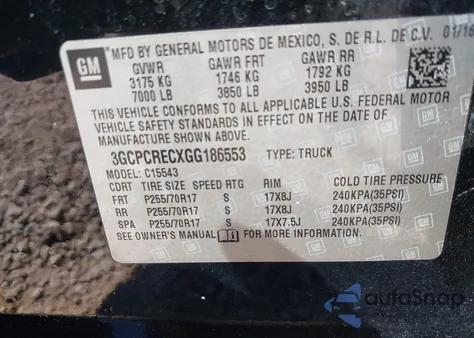 GM
MFD BY GENERAL MOTORS DE MEXICO, S. DE R.L. DE C.V. 01/16
GVWR GAWR FRT GAWR RR
3175 KG 1746 KG 1792 KG
7000 LB 3850 LB 3950 LB
THIS VEHICLE CONFORMS TO ALL APPLICABLE U.S. FEDERAL MOTOR
VEHICLE SAFETY STANDARDS IN EFFECT ON THE DATE OF
MANUFACTURE SHOWN ABOVE.
3GCPCRECXGG186553 TYPE: TRUCK
MODEL: C15543
CDRT TIRE SIZE SPEED RTG RIM COLD TIRE PRESSURE
FRT P255/70R17 S 17X8J 240KPA(35PSI)
RR P255/70R17 S 17X8J 240KPA(35PSI)
SPA P255/70R17 S 17X7.5J 240KPA(35PSI)
SEE OWNER'S MANUAL FOR MORE INFORMATION.
autoSnap